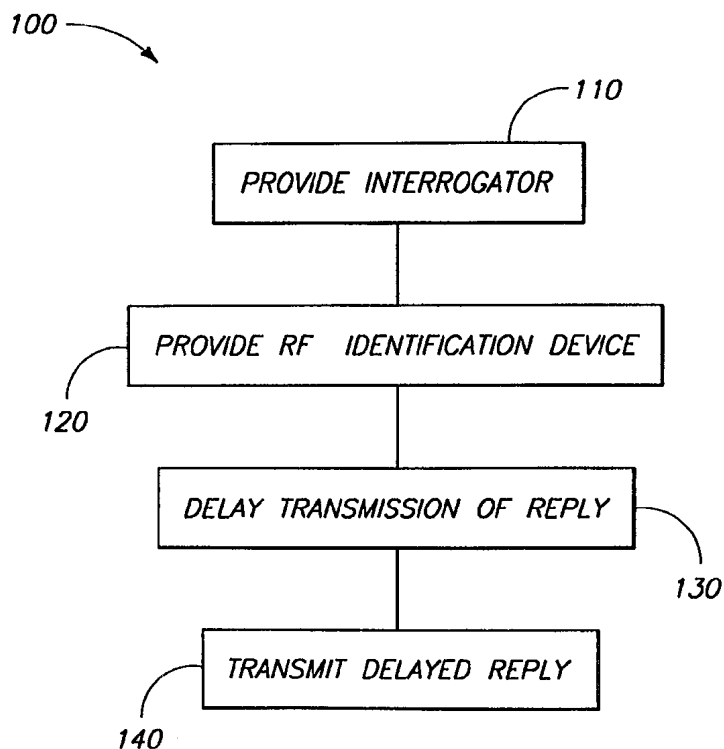 100
110
PROVIDE INTERROGATOR
PROVIDE RF IDENTIFICATION DEVICE
120
DELAY TRANSMISSION OF REPLY
130
TRANSMIT DELAYED REPLY
140